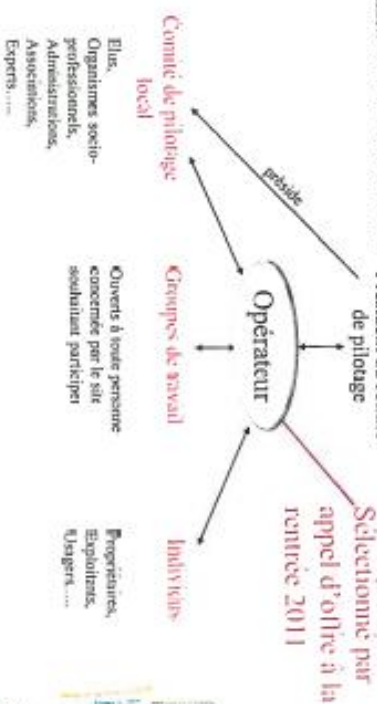 de pilotage
Sélectionné par
appel d'offre à la
rentrée 2011
préside
Opérateur
Comité de pilotage
local
Groupes de travail
Individus
Elus,
Organismes socio-
professionnels,
Administrations,
Associations,
Experts.....
Ouverts à toute personne
concernée par le site
souhaitant participer
Propriétaires,
Exploitants,
Usagers.....